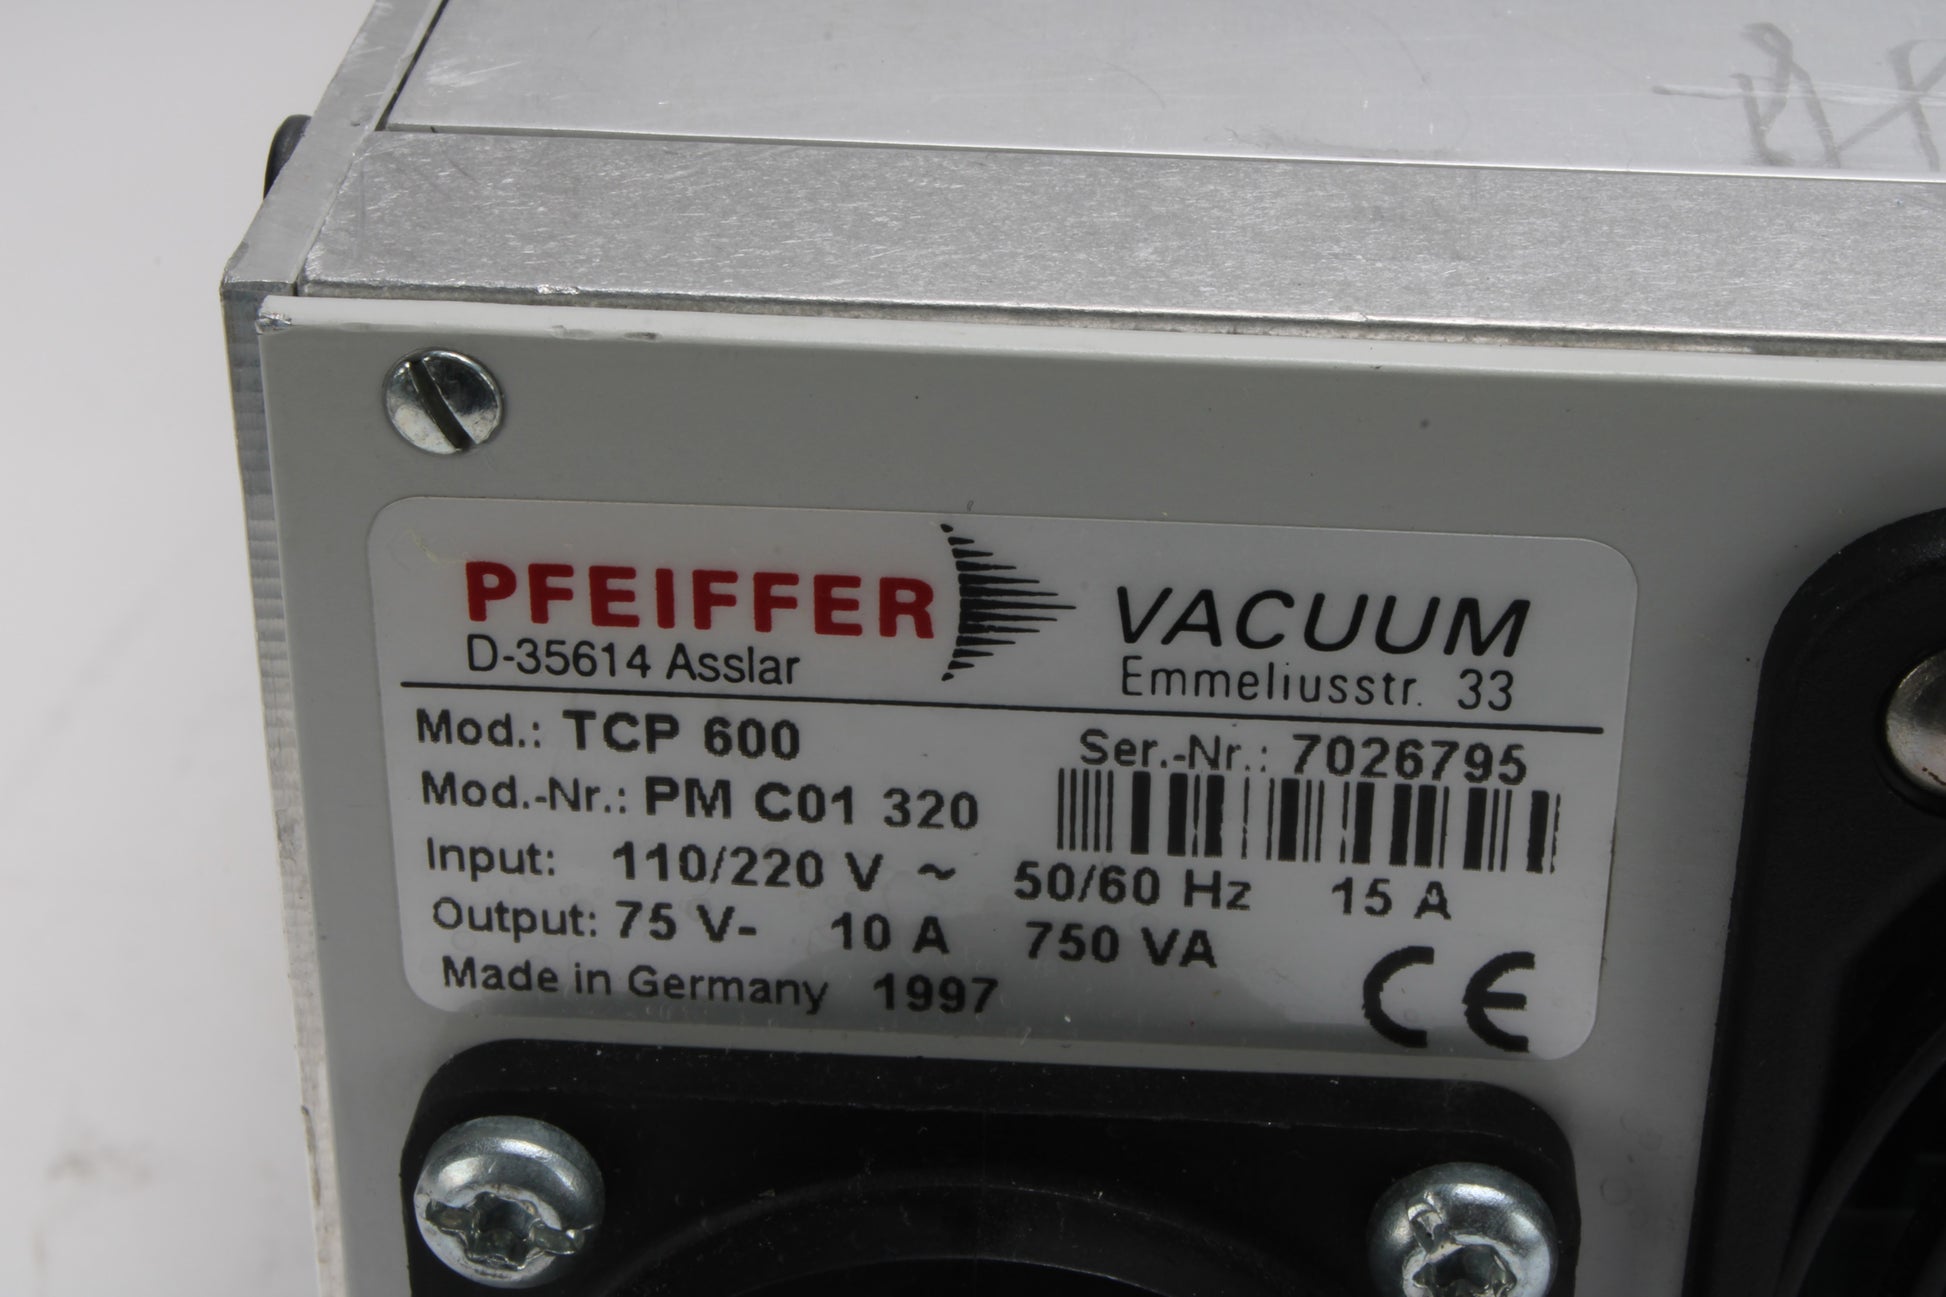 PFEIFFER VACUUM
D-35614 Asslar Emmeliusstr. 33
Mod.: TCP 600 Ser.-Nr.: 7026795
Mod.-Nr.: PM C01 320
Input: 110/220 V ~ 50/60 Hz 15 A
Output: 75 V- 10 A 750 VA
Made in Germany 1997 CE